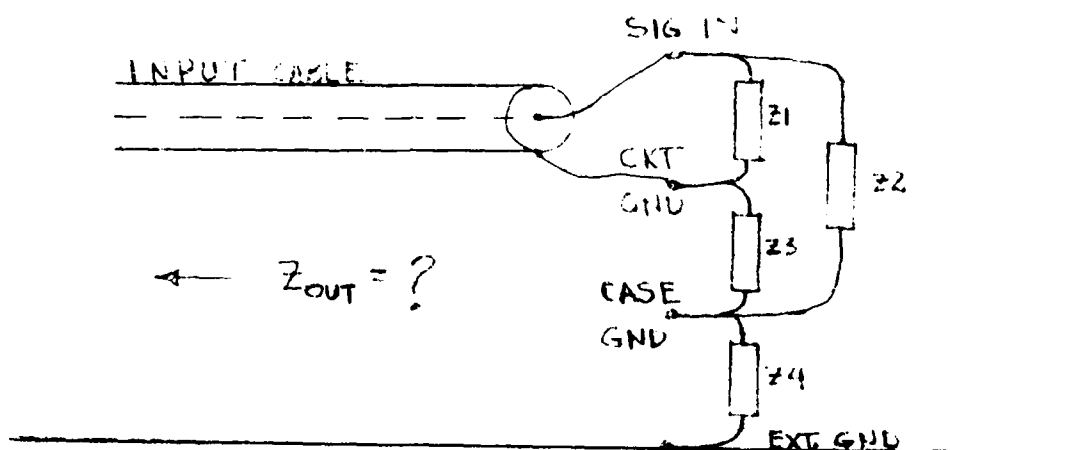 SIG IN
INPUT CABLE
Z1
CKT
GND
Z2
Z3
← Z OUT = ?
CASE
GND
Z4
EXT. GND